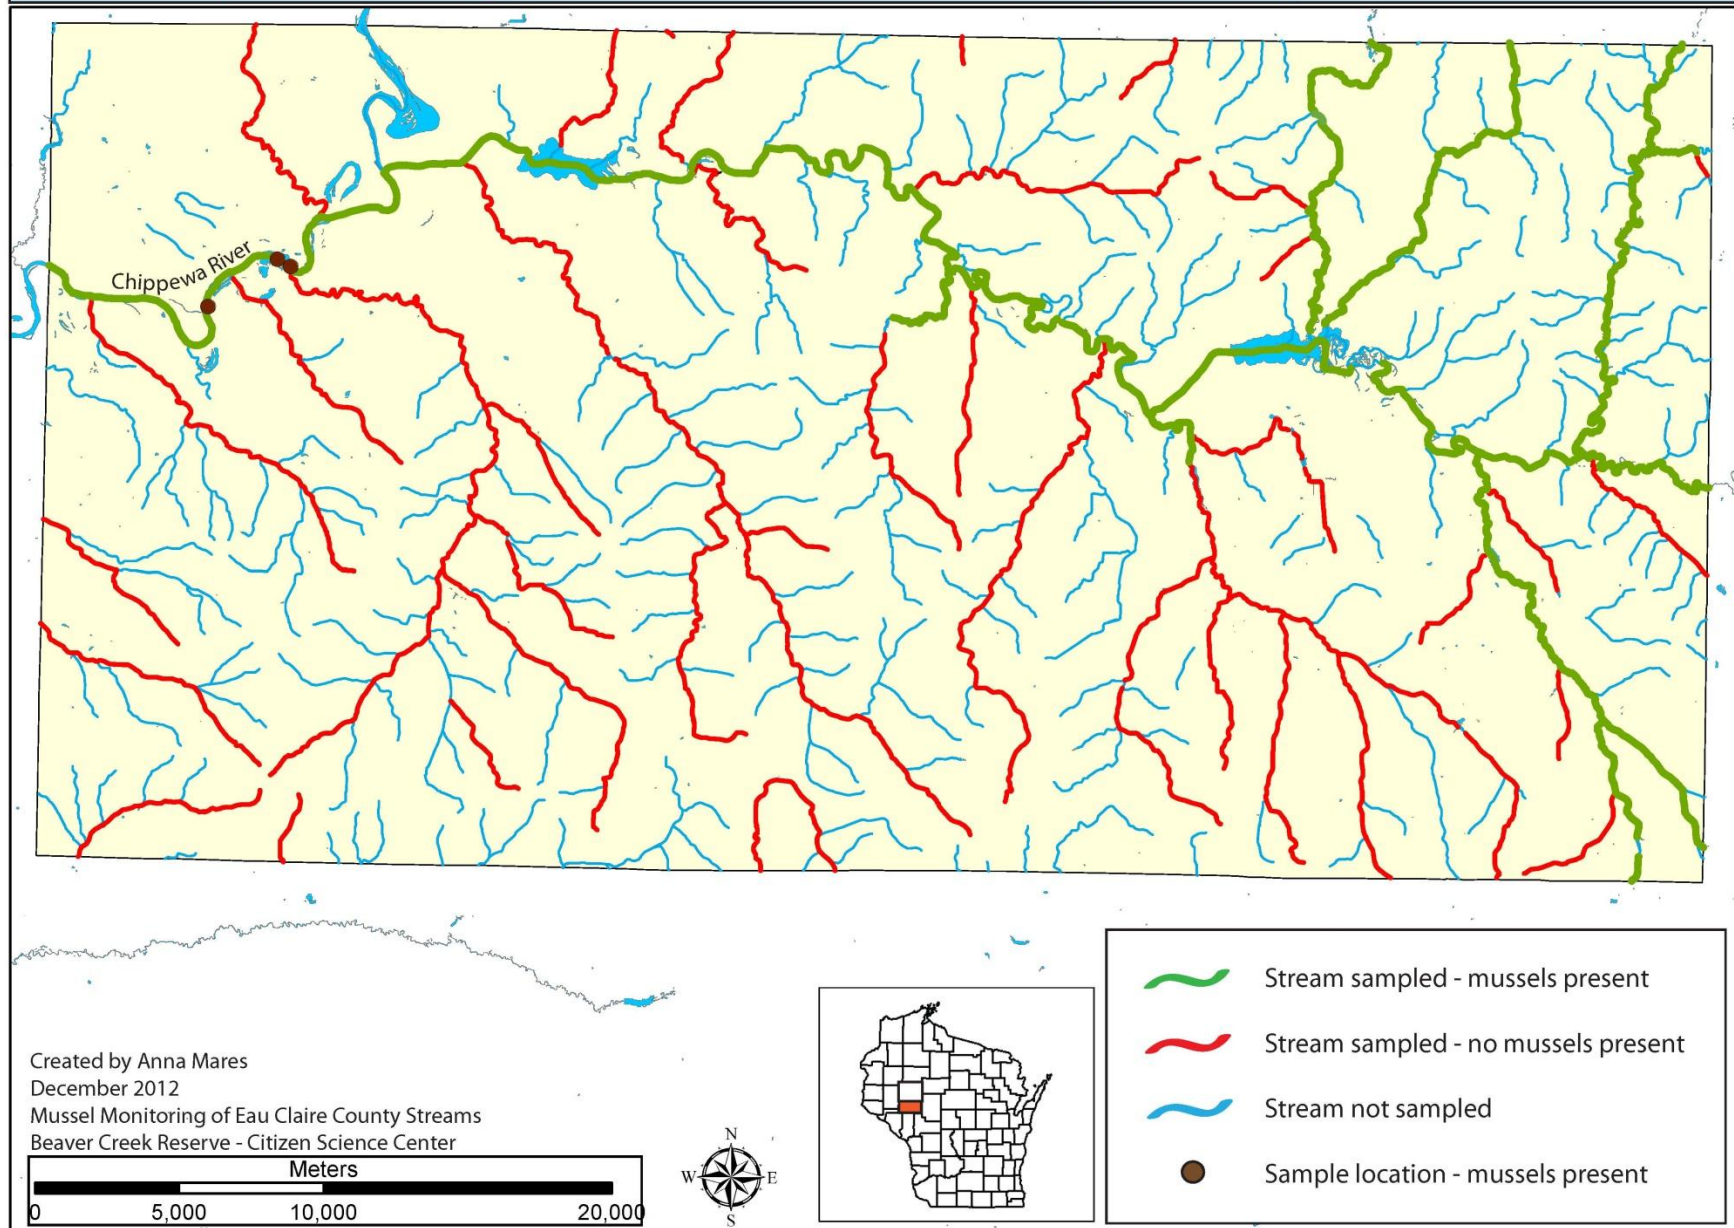 Chippewa River
Stream sampled - mussels present
Stream sampled - no mussels present
Stream not sampled
Sample location - mussels present
Created by Anna Mares
December 2012
Mussel Monitoring of Eau Claire County Streams
Beaver Creek Reserve - Citizen Science Center
Meters
0 5,000 10,000 20,000
N
W E
S